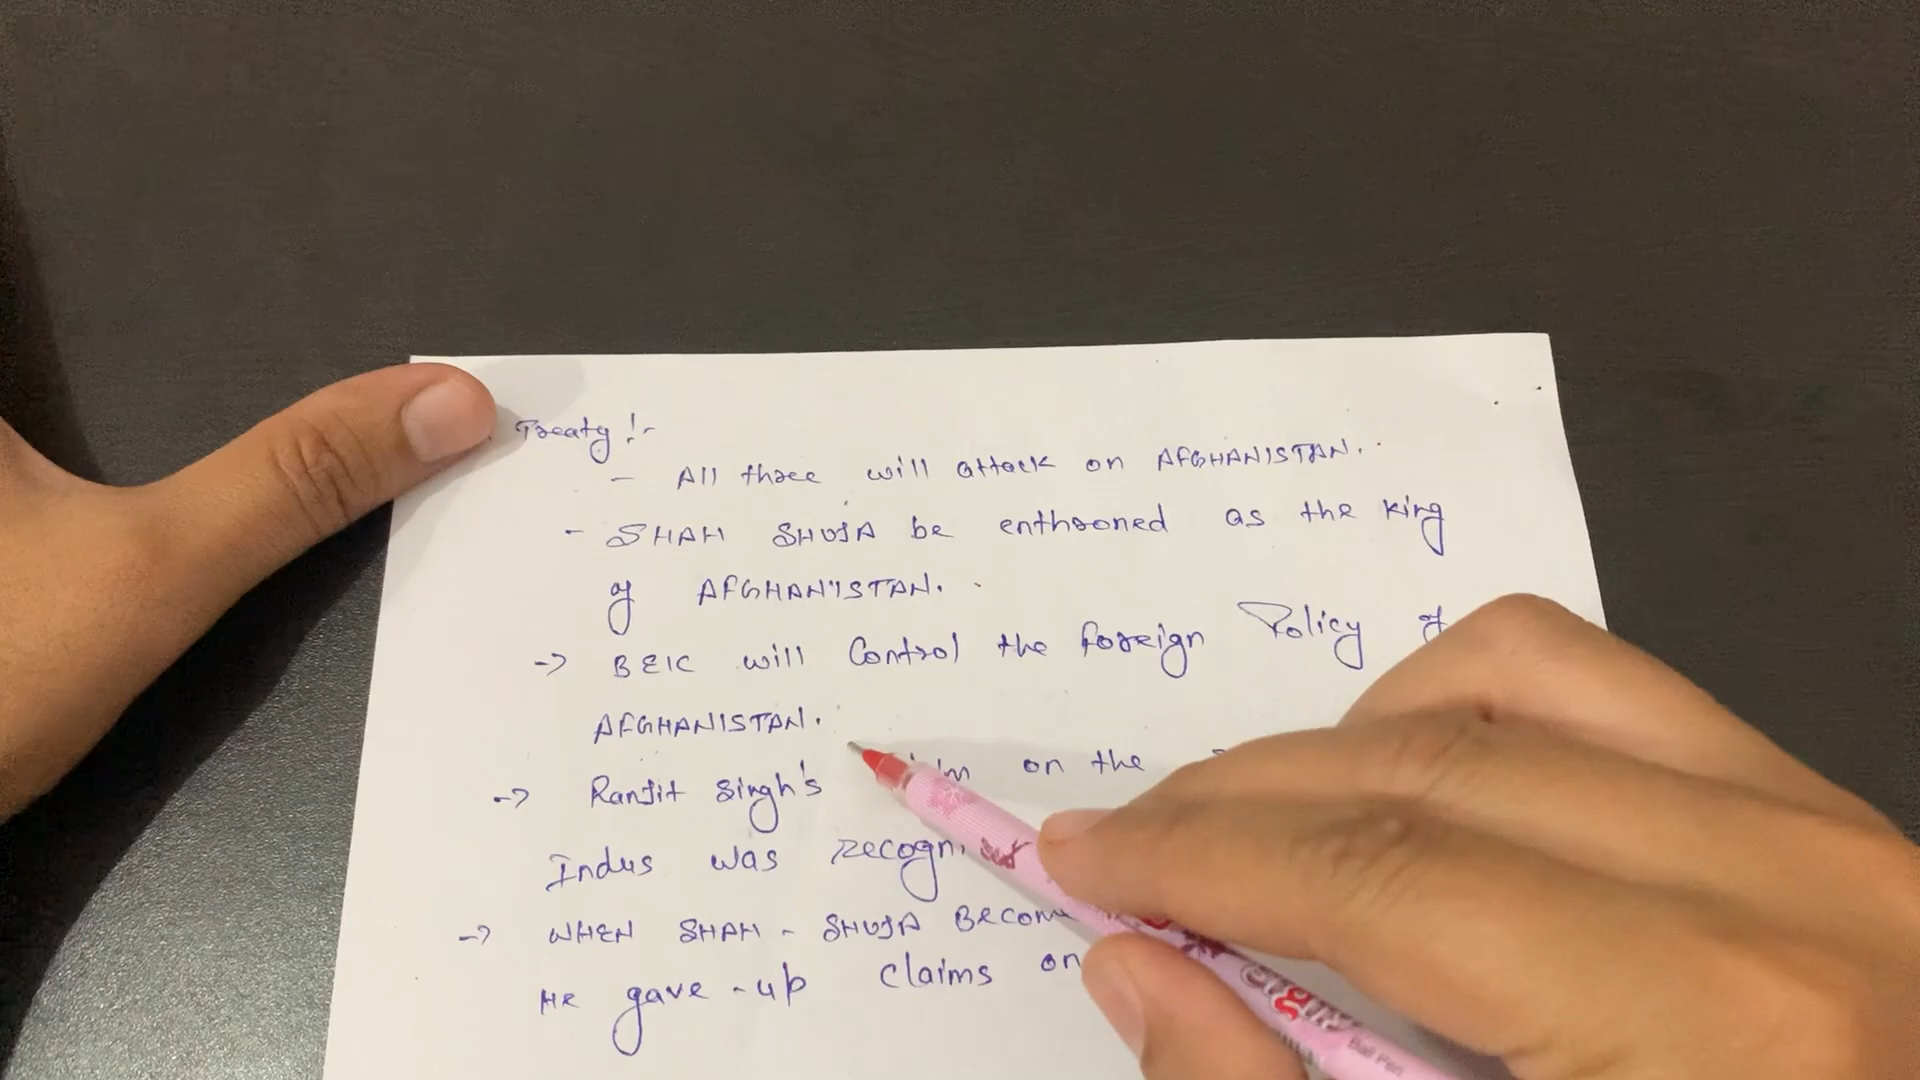 Treaty :-
- All three will attack on AFGHANISTAN.
- SHAH SHUJA be enthroned as the king
of AFGHANISTAN.
-> BEIC will Control the foreign Policy of
AFGHANISTAN.
-> Ranjit Singh's on the
Indus was
-> WHEN SHAH - SHUJA
HE gave-up claims on
Ball Pen